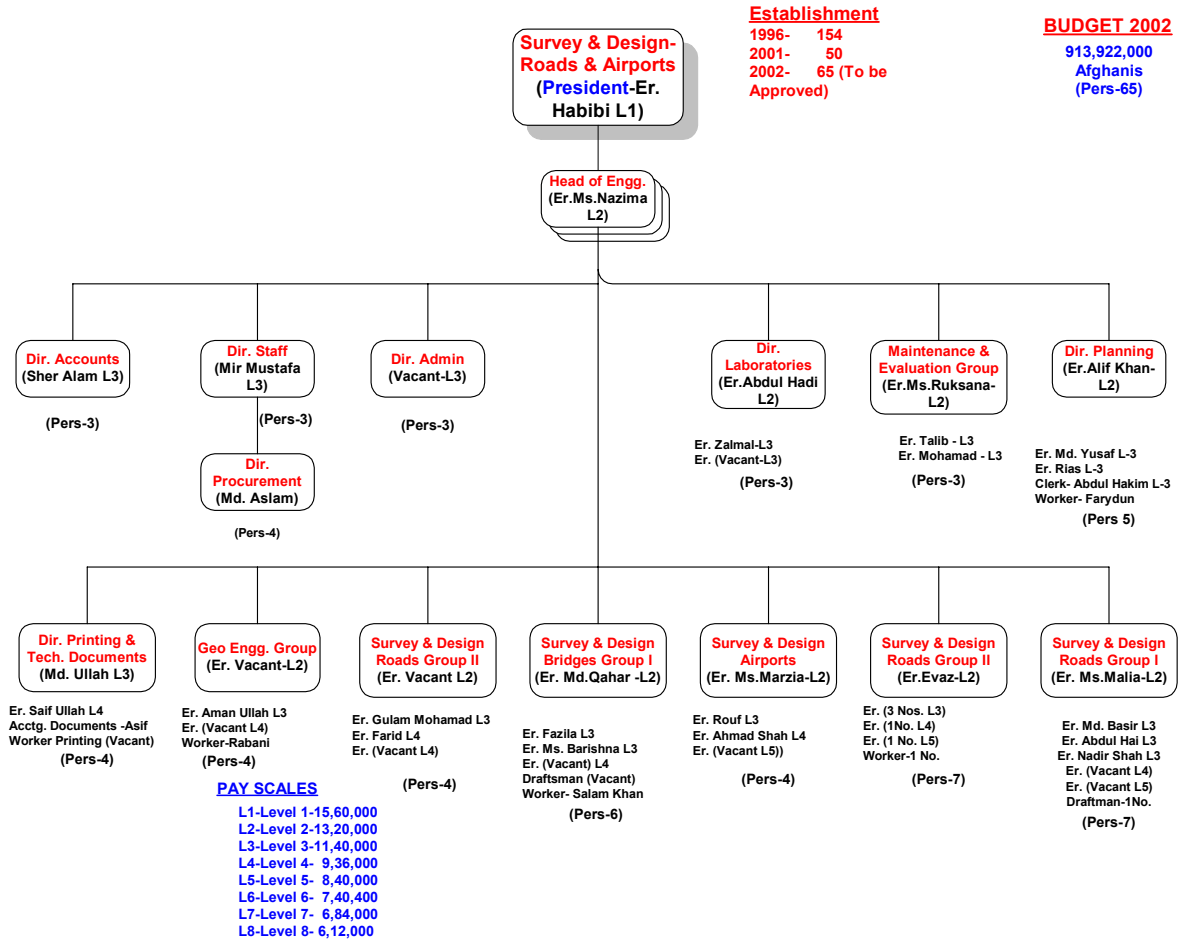 Survey & Design-
Roads & Airports
(President-Er.
Habibi L1)
Establishment
1996- 154
2001- 50
2002- 65 (To be
Approved)
BUDGET 2002
913,922,000
Afghanis
(Pers-65)
Head of Engg.
(Er.Ms.Nazima
L2)
Dir. Accounts
(Sher Alam L3)
(Pers-3)
Dir. Staff
(Mir Mustafa
L3)
(Pers-3)
Dir.
Procurement
(Md. Aslam)
(Pers-4)
Dir. Admin
(Vacant-L3)
(Pers-3)
Dir.
Laboratories
(Er.Abdul Hadi
L2)
Er. Zalmal-L3
Er. (Vacant-L3)
(Pers-3)
Maintenance &
Evaluation Group
(Er.Ms.Ruksana-
L2)
Er. Talib - L3
Er. Mohamad - L3
(Pers-3)
Dir. Planning
(Er.Alif Khan-
L2)
Er. Md. Yusaf L-3
Er. Rias L-3
Clerk- Abdul Hakim L-3
Worker- Farydun
(Pers 5)
Dir. Printing &
Tech. Documents
(Md. Ullah L3)
Er. Saif Ullah L4
Acctg. Documents -Asif
Worker Printing (Vacant)
(Pers-4)
Geo Engg. Group
(Er. Vacant-L2)
Er. Aman Ullah L3
Er. (Vacant L4)
Worker-Rabani
(Pers-4)
Survey & Design
Roads Group II
(Er. Vacant L2)
Er. Gulam Mohamad L3
Er. Farid L4
Er. (Vacant L4)
(Pers-4)
Survey & Design
Bridges Group I
(Er. Md.Qahar -L2)
Er. Fazila L3
Er. Ms. Barishna L3
Er. (Vacant) L4
Draftsman (Vacant)
Worker- Salam Khan
(Pers-6)
Survey & Design
Airports
(Er. Ms.Marzia-L2)
Er. Rouf L3
Er. Ahmad Shah L4
Er. (Vacant L5))
(Pers-4)
Survey & Design
Roads Group II
(Er.Evaz-L2)
Er. (3 Nos. L3)
Er. (1No. L4)
Er. (1 No. L5)
Worker-1 No.
(Pers-7)
Survey & Design
Roads Group I
(Er. Ms.Malia-L2)
Er. Md. Basir L3
Er. Abdul Hai L3
Er. Nadir Shah L3
Er. (Vacant L4)
Er. (Vacant L5)
Draftman-1No.
(Pers-7)
PAY SCALES
L1-Level 1-15,60,000
L2-Level 2-13,20,000
L3-Level 3-11,40,000
L4-Level 4- 9,36,000
L5-Level 5- 8,40,000
L6-Level 6- 7,40,400
L7-Level 7- 6,84,000
L8-Level 8- 6,12,000